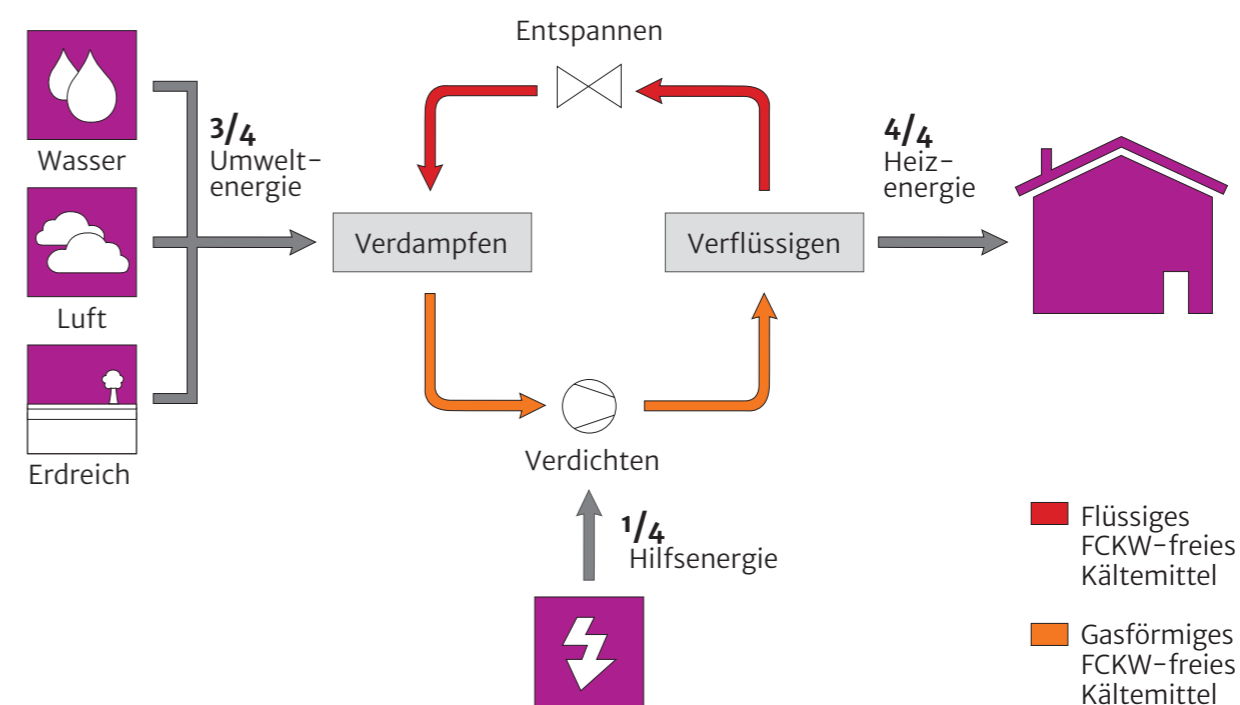 Entspannen
Wasser
3/4
Umwelt-
energie
4/4
Heiz-
energie
Verdampfen
Verflüssigen
Luft
Erdreich
Verdichten
1/4
Hilfsenergie
Flüssiges
FCKW-freies
Kältemittel
Gasförmiges
FCKW-freies
Kältemittel